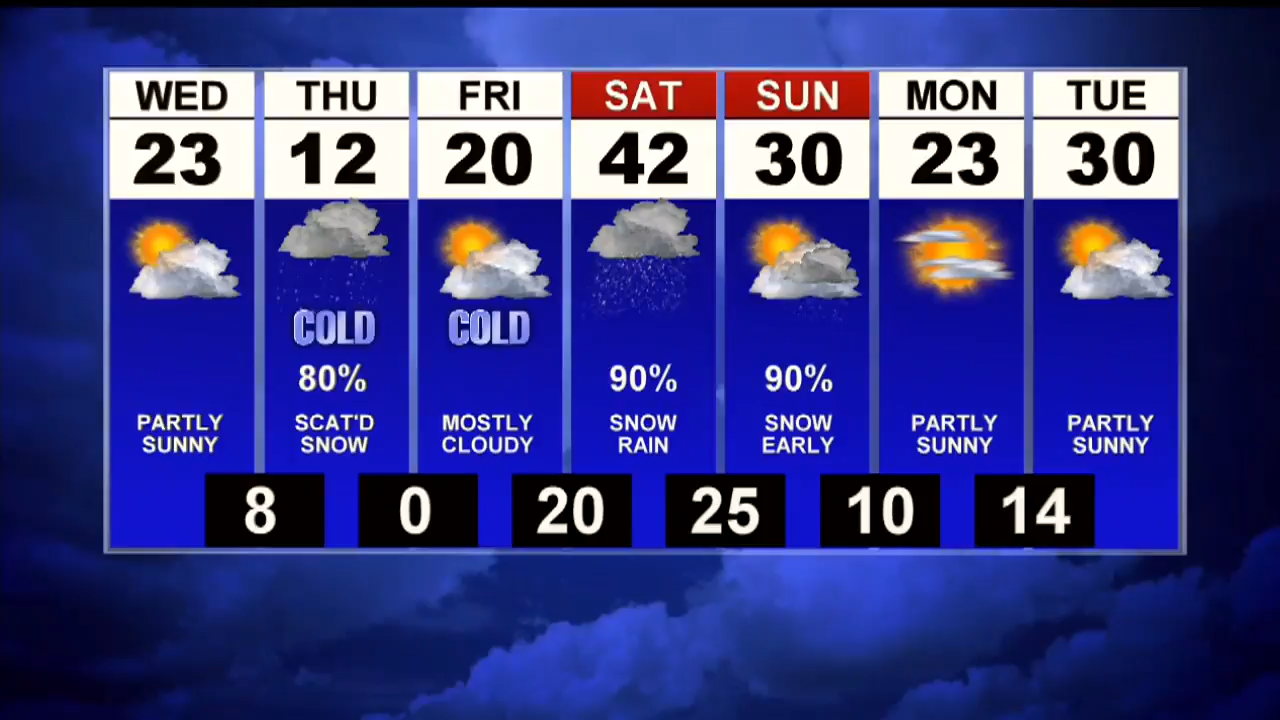 WED THU FRI SAT SUN MON TUE
23 12 20 42 30 23 30
COLD COLD
80% 90% 90%
PARTLY SCAT'D MOSTLY SNOW SNOW PARTLY PARTLY
SUNNY SNOW CLOUDY RAIN EARLY SUNNY SUNNY
8 0 20 25 10 14